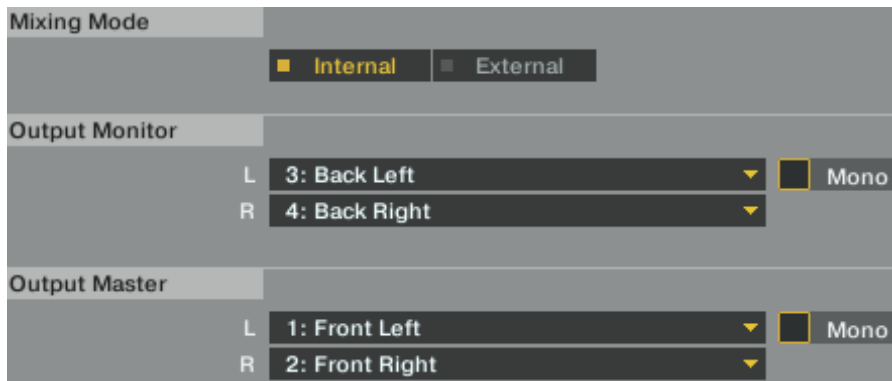 Mixing Mode
Internal External
Output Monitor
L 3: Back Left Mono
R 4: Back Right
Output Master
L 1: Front Left Mono
R 2: Front Right